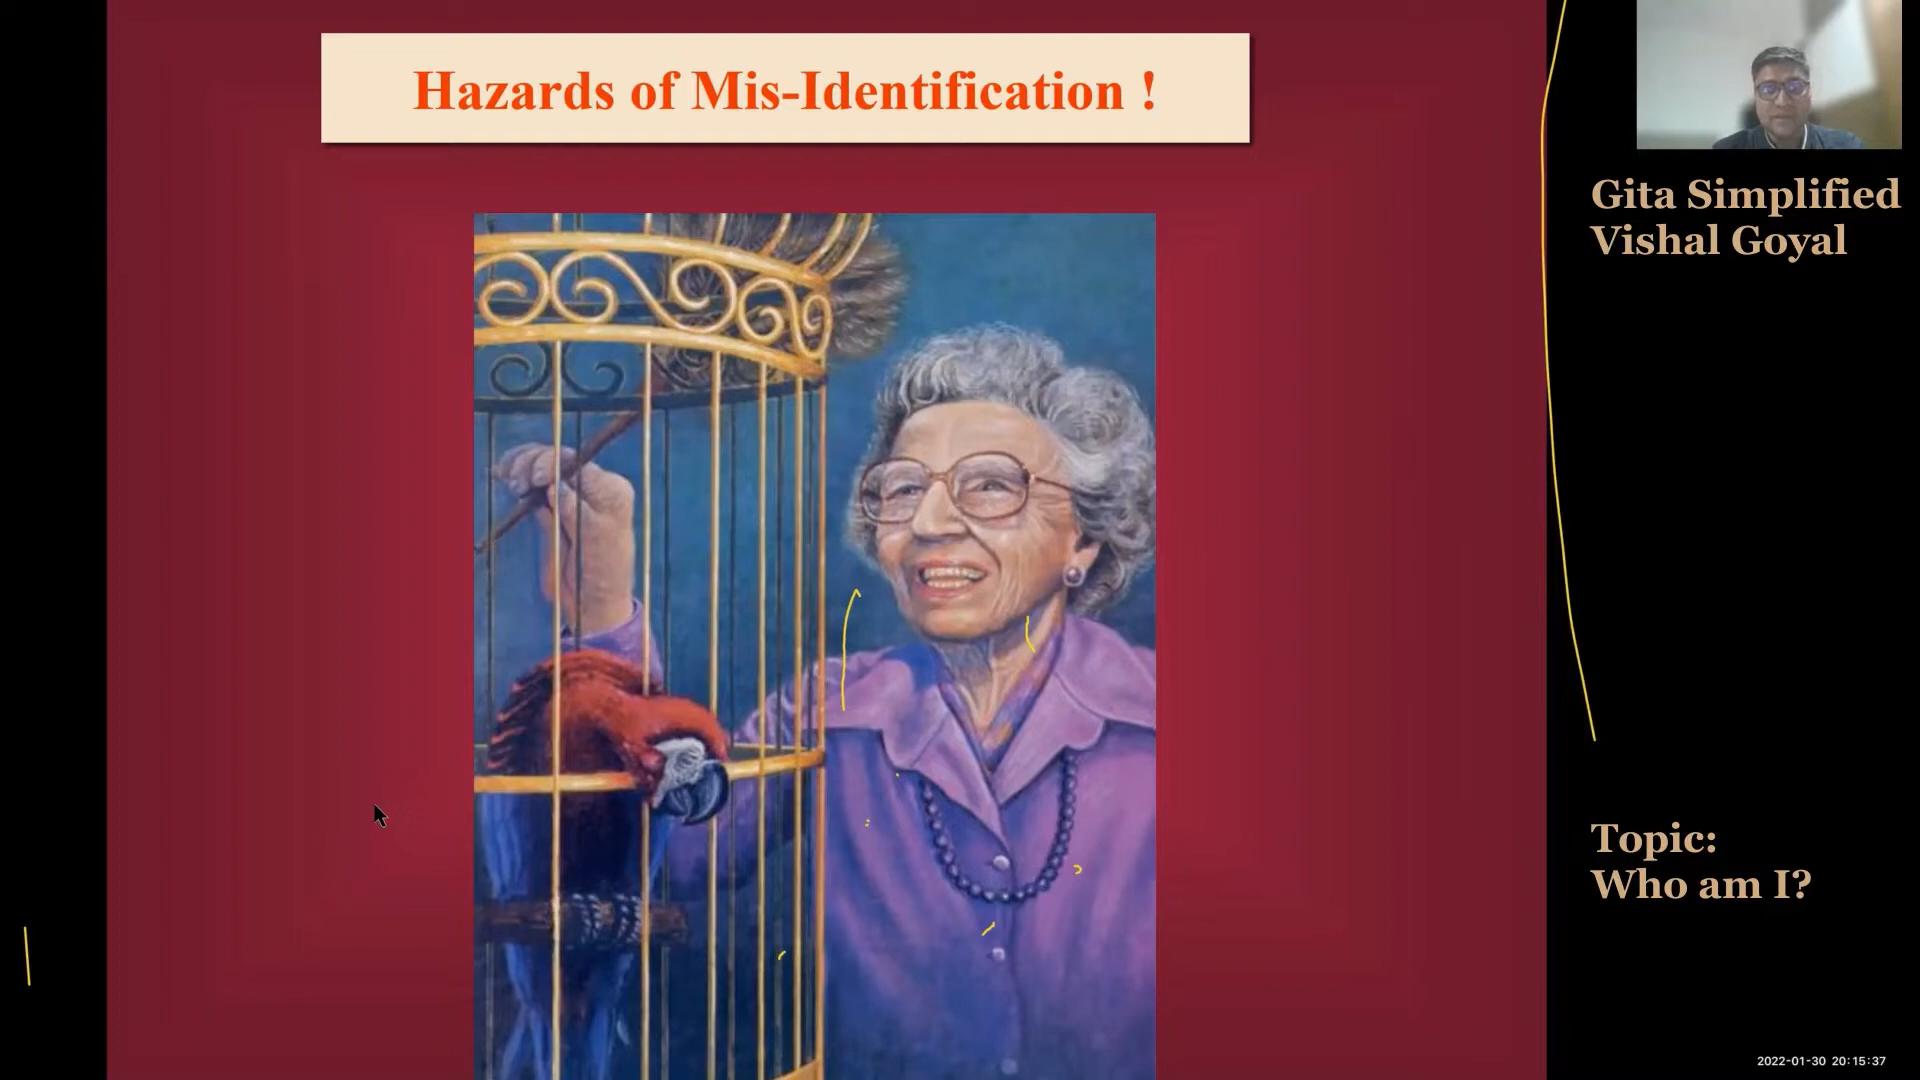 Hazards of Mis-Identification !
Gita Simplified
Vishal Goyal
Topic:
Who am I?
2022-01-30 20:15:37